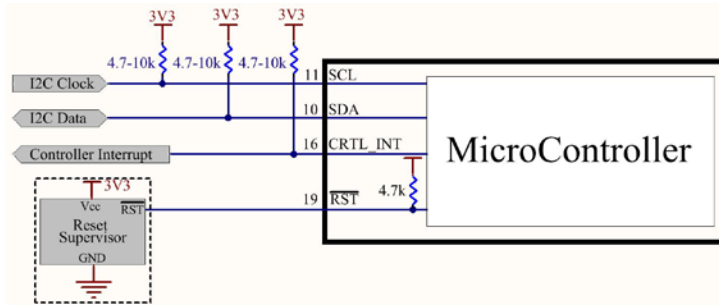 3V3 3V3 3V3
4.7-10k 4.7-10k 4.7-10k
I2C Clock 11 SCL
I2C Data 10 SDA
Controller Interrupt 16 CRTL_INT
MicroController
4.7k
3V3
19 RST
Vcc RST
Reset
Supervisor
GND